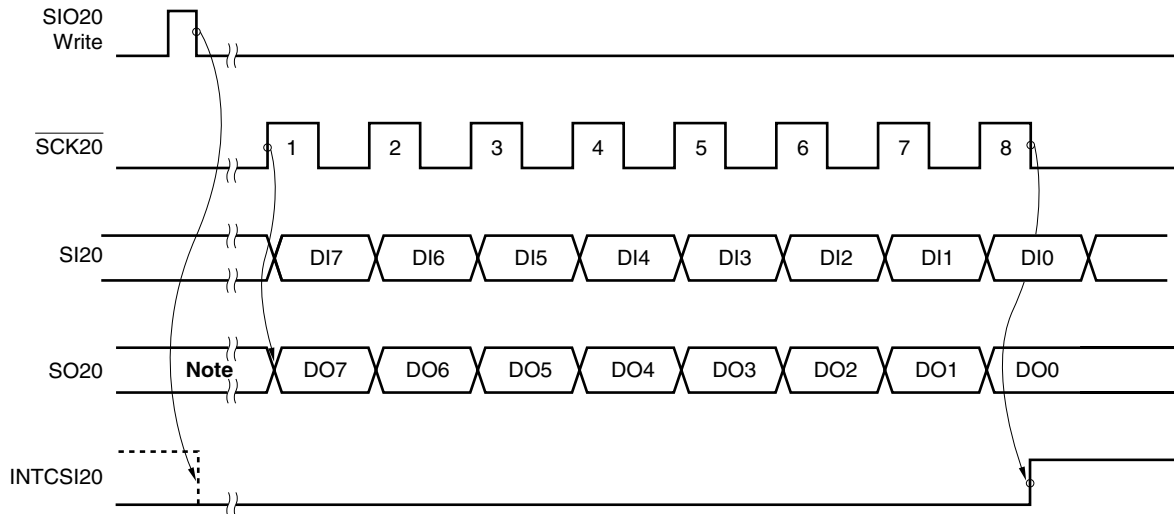 SIO20
Write
SCK20
1 2 3 4 5 6 7 8
SI20
DI7 DI6 DI5 DI4 DI3 DI2 DI1 DI0
SO20
Note DO7 DO6 DO5 DO4 DO3 DO2 DO1 DO0
INTCSI20